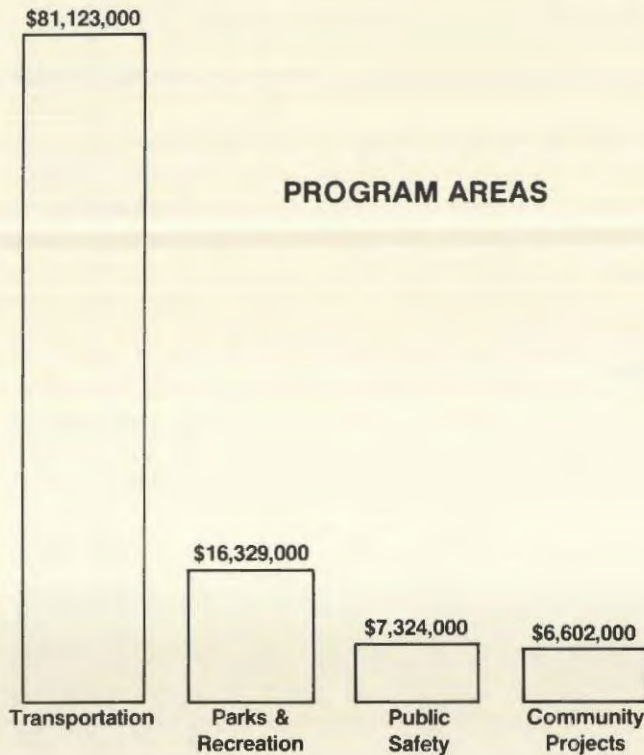 $81,123,000
PROGRAM AREAS
$16,329,000
$7,324,000
$6,602,000
Transportation
Parks &
Recreation
Public
Safety
Community
Projects